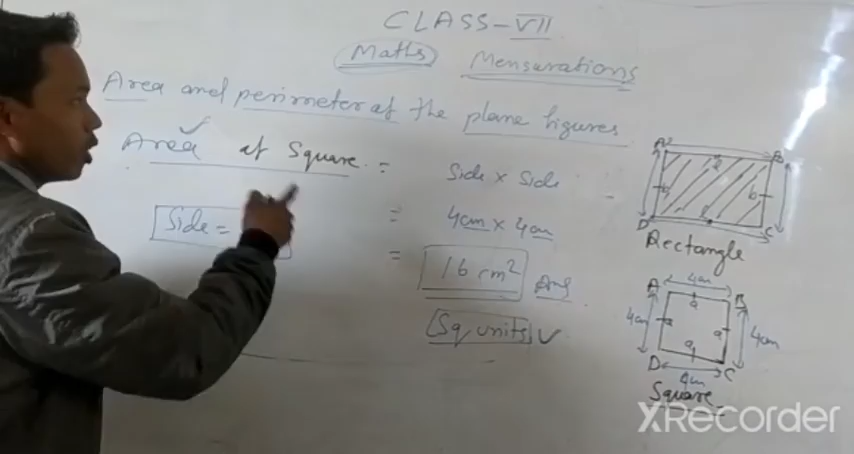 CLASS-VII
Maths Mensurations
Area and perimeter of the plane figures
Area of Square = Side × Side
Side =
= 4cm × 4cm
= 16 cm² Ans
Sq units
A a B
b b
D C
Rectangle
4cm
A B
a
4cm a a 4cm
a
D 4cm C
Square
XRecorder